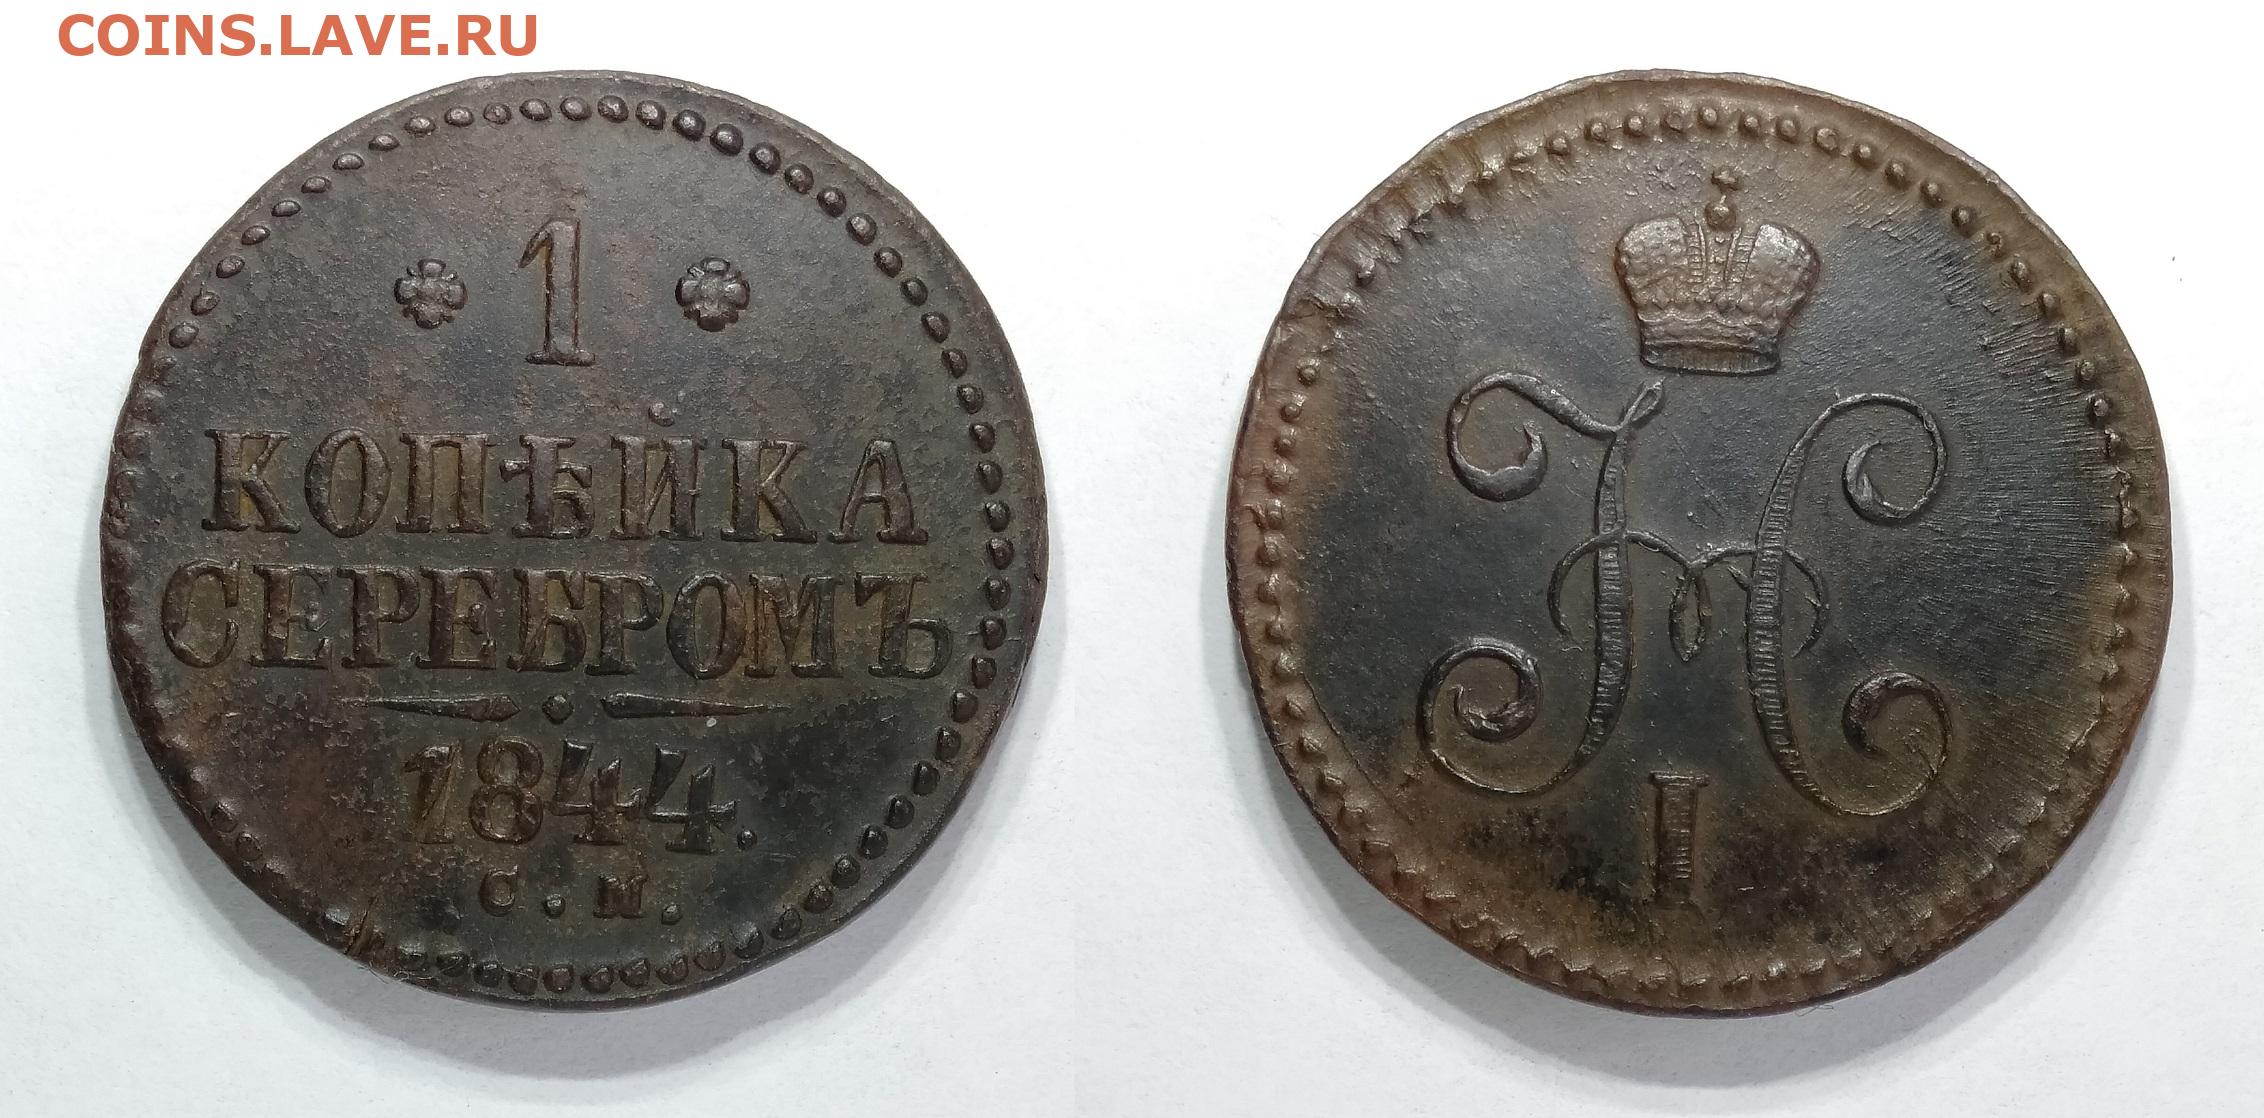 COINS.LAVE.RU
1
КОПѢЙКА
СЕРЕБРОМЪ
1844.
С.М.
Н
I